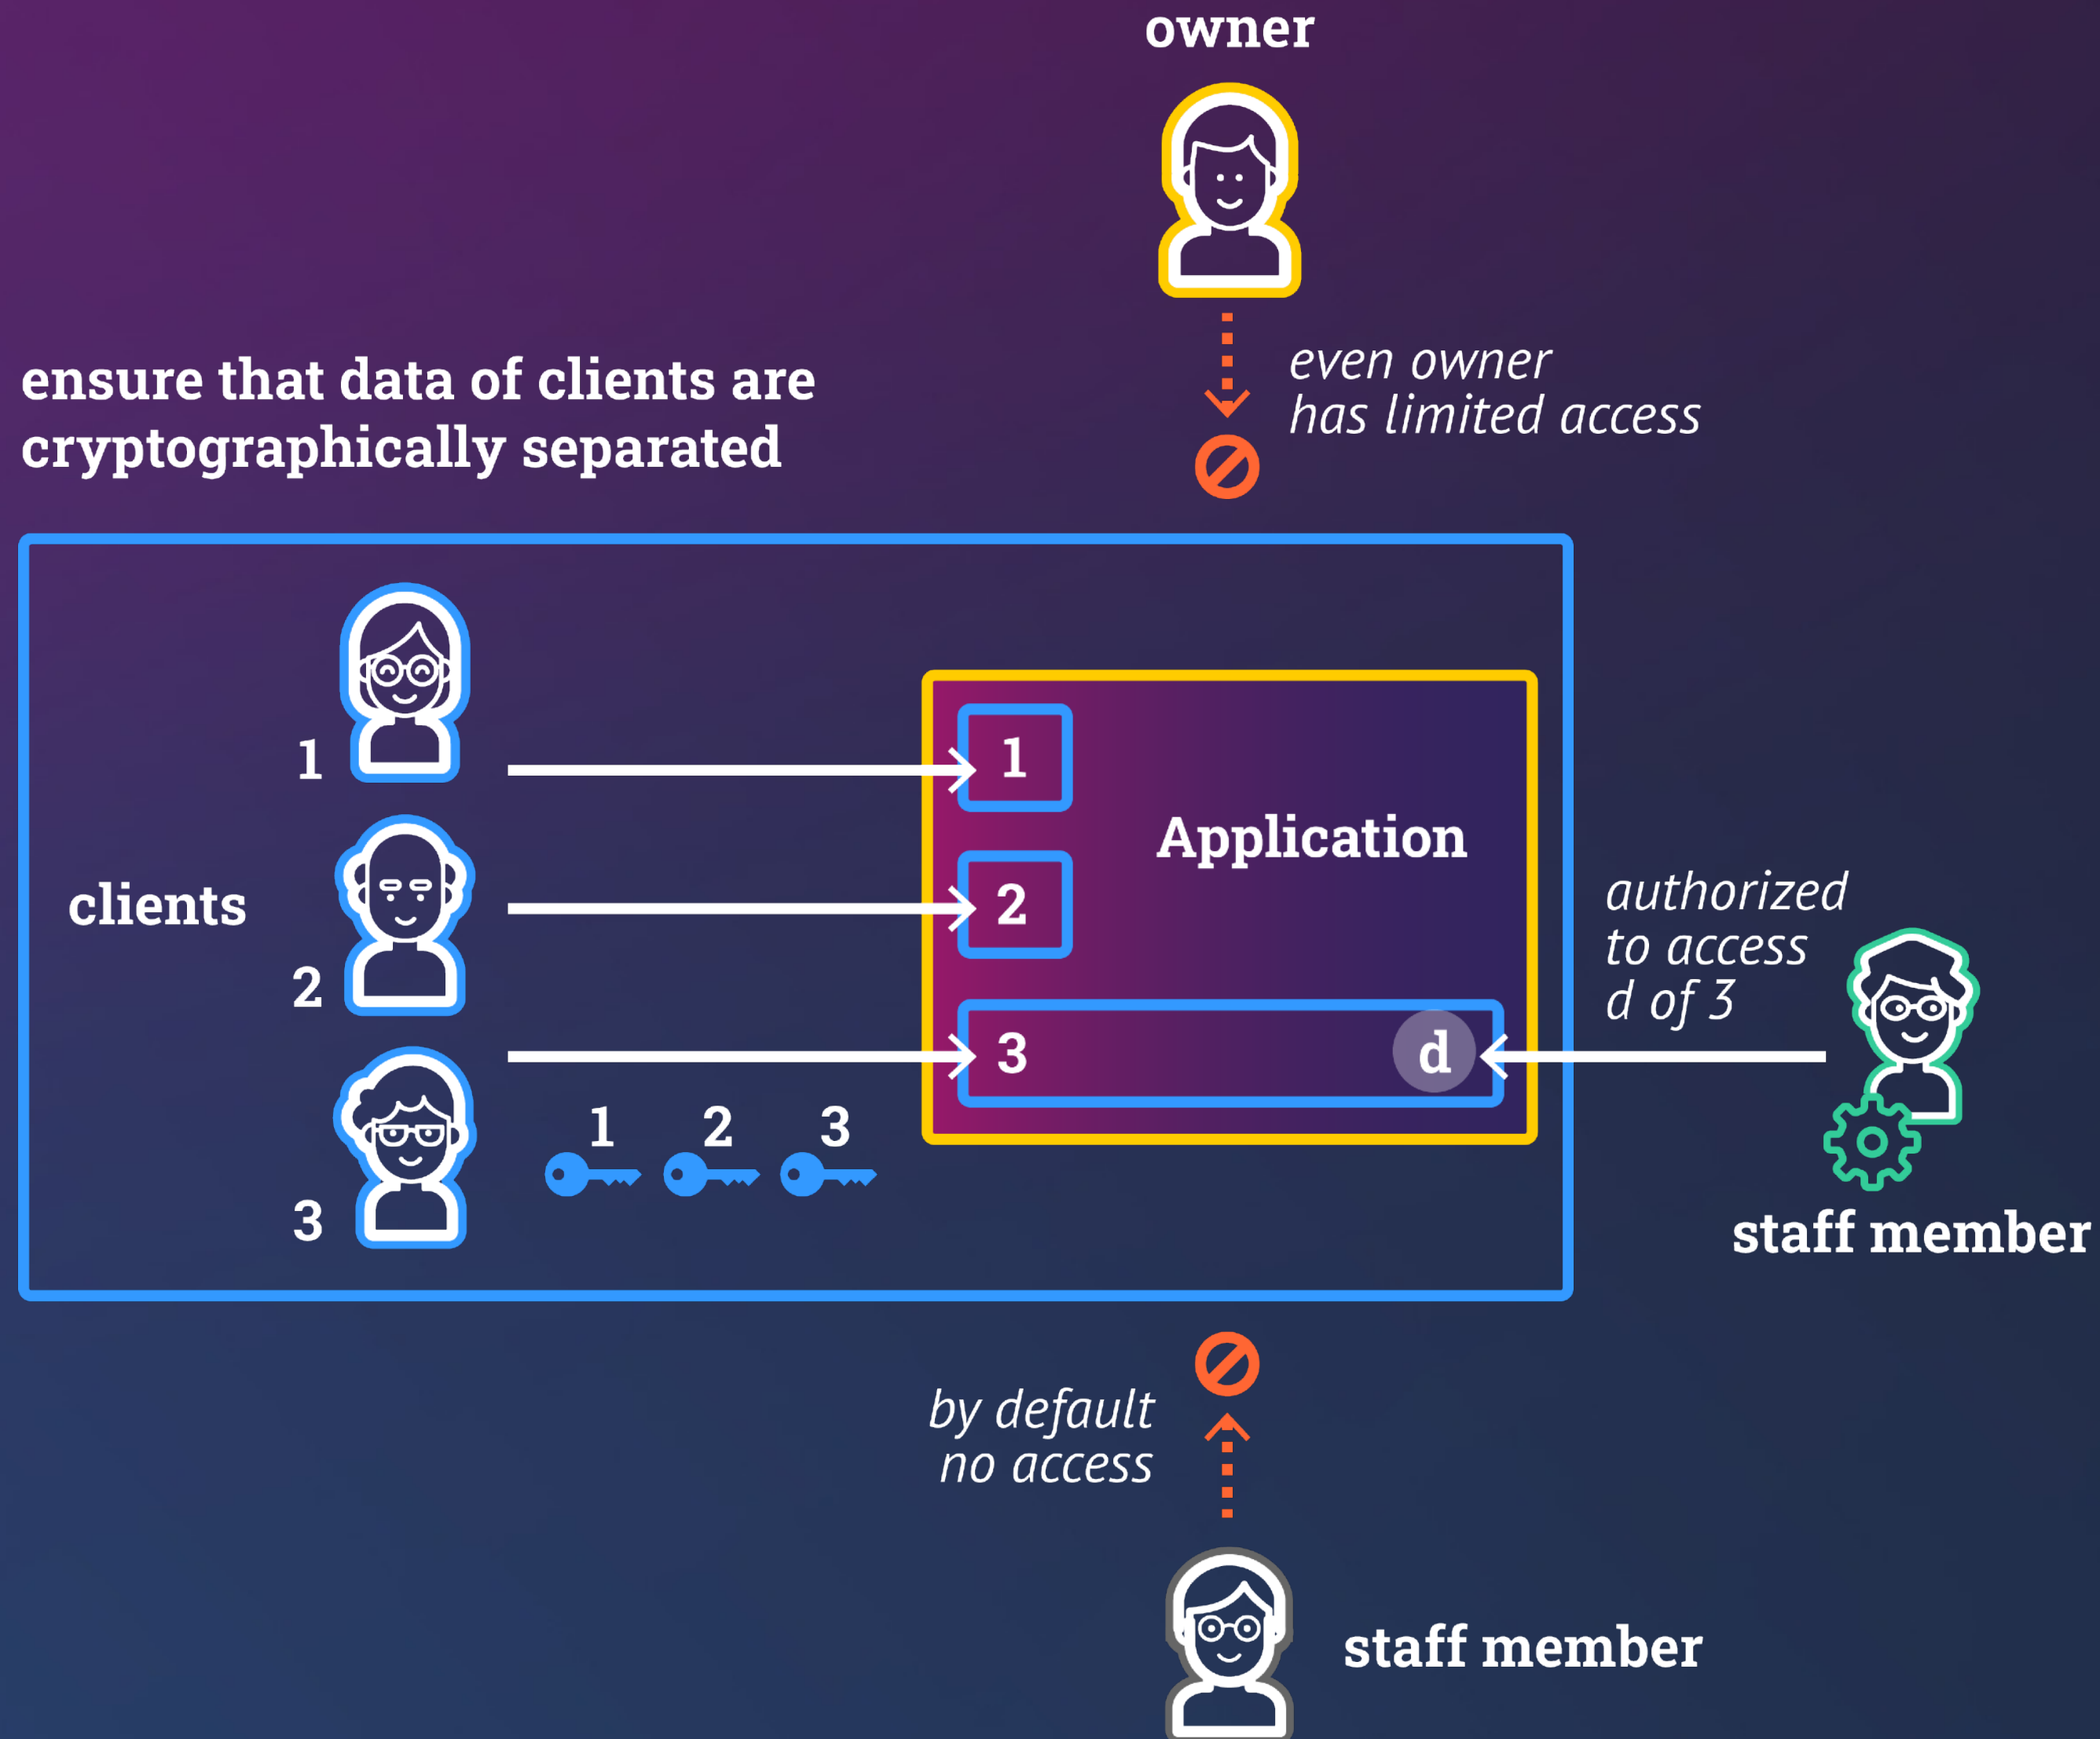 owner
even owner
has limited access
ensure that data of clients are
cryptographically separated
1
1
Application
clients
2
2
authorized
to access
d of 3
3
d
1 2 3
3
staff member
by default
no access
staff member